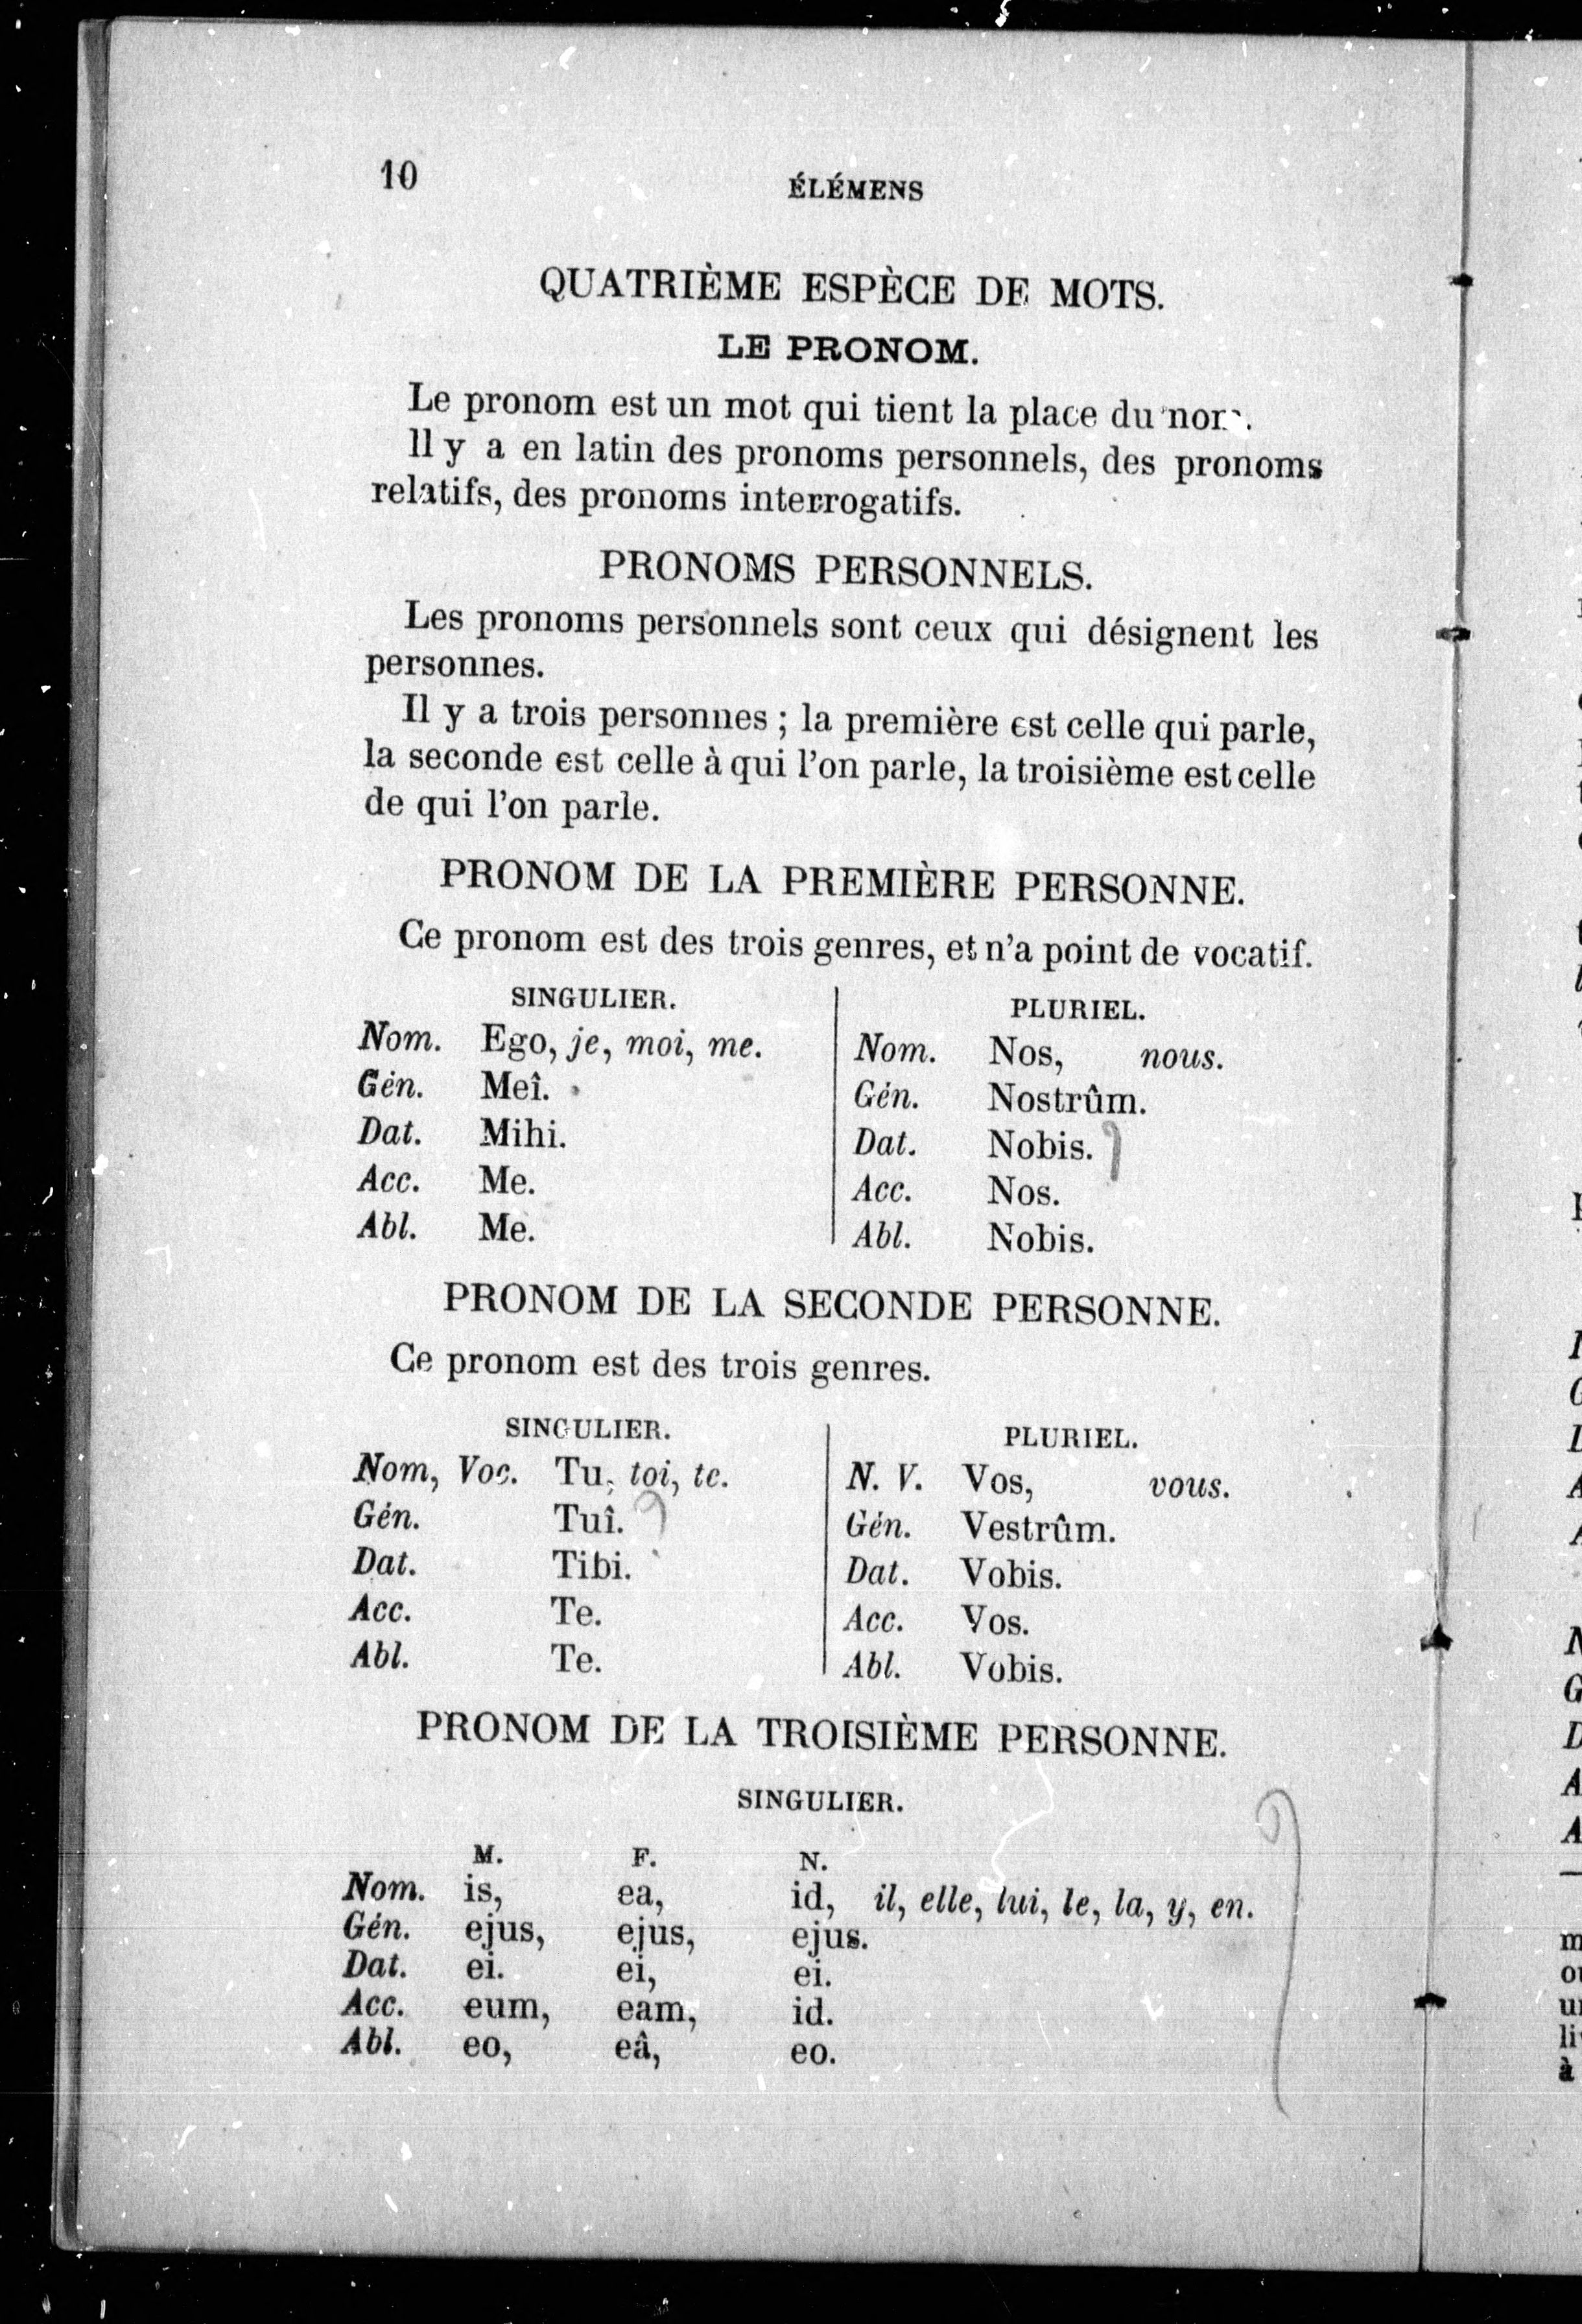 10
ÉLÉMENS
QUATRIÈME ESPÈCE DE MOTS.
LE PRONOM.
Le pronom est un mot qui tient la place du nom.
Il y a en latin des pronoms personnels, des pronoms
relatifs, des pronoms interrogatifs.
PRONOMS PERSONNELS.
Les pronoms personnels sont ceux qui désignent les
personnes.
Il y a trois personnes ; la première est celle qui parle,
la seconde est celle à qui l'on parle, la troisième est celle
de qui l'on parle.
PRONOM DE LA PREMIÈRE PERSONNE.
Ce pronom est des trois genres, et n'a point de vocatif.
SINGULIER.
Nom. Ego, je, moi, me.
Gén. Meî.
Dat. Mihi.
Acc. Me.
Abl. Me.
PLURIEL.
Nom. Nos, nous.
Gén. Nostrûm.
Dat. Nobis.
Acc. Nos.
Abl. Nobis.
PRONOM DE LA SECONDE PERSONNE.
Ce pronom est des trois genres.
SINGULIER.
Nom, Voc. Tu, toi, te.
Gén. Tuî.
Dat. Tibi.
Acc. Te.
Abl. Te.
PLURIEL.
N. V. Vos, vous.
Gén. Vestrûm.
Dat. Vobis.
Acc. Vos.
Abl. Vobis.
PRONOM DE LA TROISIÈME PERSONNE.
SINGULIER.
M. F. N.
Nom. is, ea, id, il, elle, lui, le, la, y, en.
Gén. ejus, ejus, ejus.
Dat. ei. ei, ei.
Acc. eum, eam, id.
Abl. eo, eâ, eo.